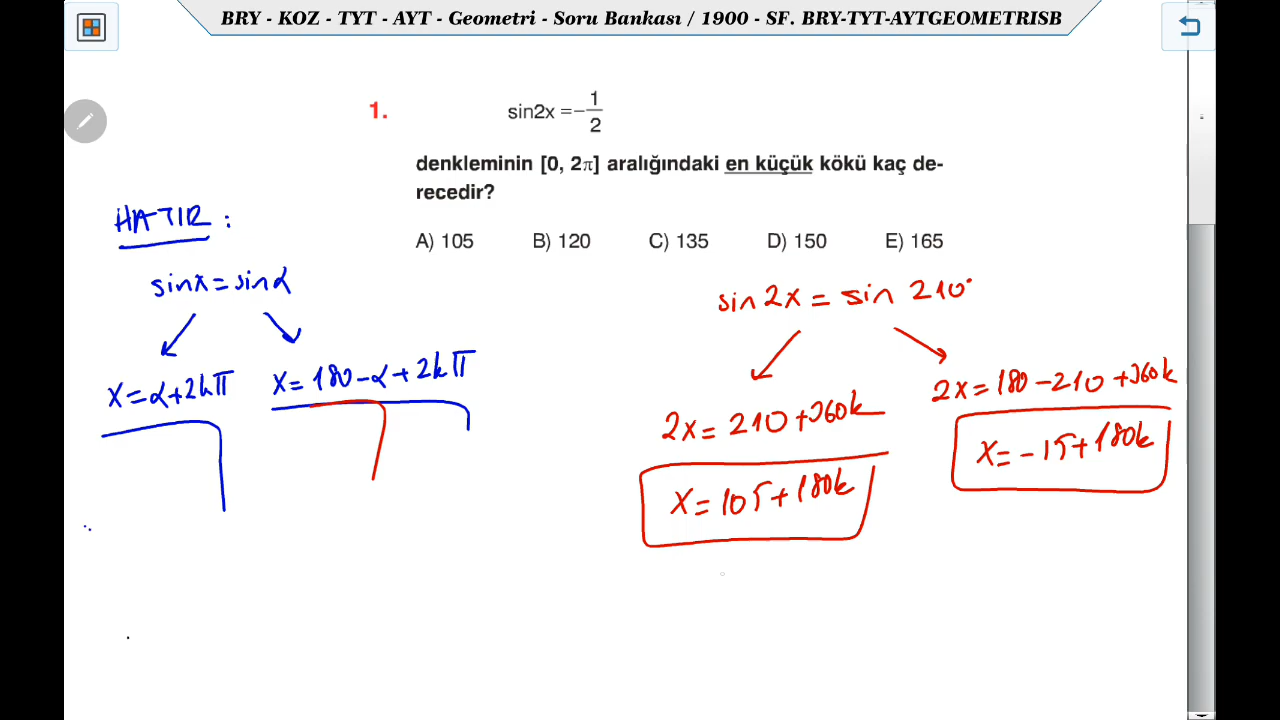 BRY - KOZ - TYT - AYT - Geometri - Soru Bankası / 1900 - SF. BRY-TYT-AYTGEOMETRISB
1. sin2x =-1/2
denkleminin [0, 2π] aralığındaki en küçük kökü kaç de-
recedir?
A) 105 B) 120 C) 135 D) 150 E) 165
HATIR :
sinx = sinα
x = α + 2kπ
x = 180 - α + 2kπ
sin 2x = sin 210°
2x = 210 + 360k
x = 105 + 180k
2x = 180 - 210 + 360k
x = - 15 + 180k